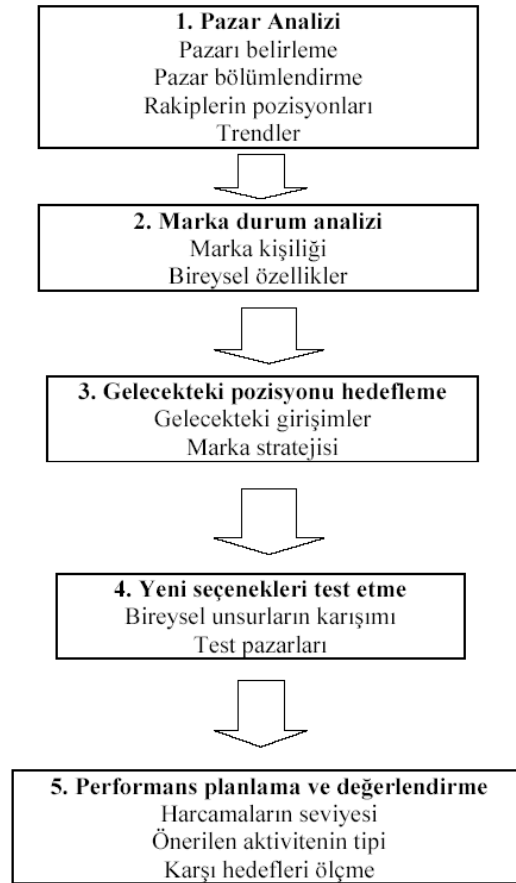 1. Pazar Analizi
Pazarı belirleme
Pazar bölümlendirme
Rakiplerin pozisyonları
Trendler
2. Marka durum analizi
Marka kişiliği
Bireysel özellikler
3. Gelecekteki pozisyonu hedefleme
Gelecekteki girişimler
Marka stratejisi
4. Yeni seçenekleri test etme
Bireysel unsurların karışımı
Test pazarları
5. Performans planlama ve değerlendirme
Harcamaların seviyesi
Önerilen aktivitenin tipi
Karşı hedefleri ölçme